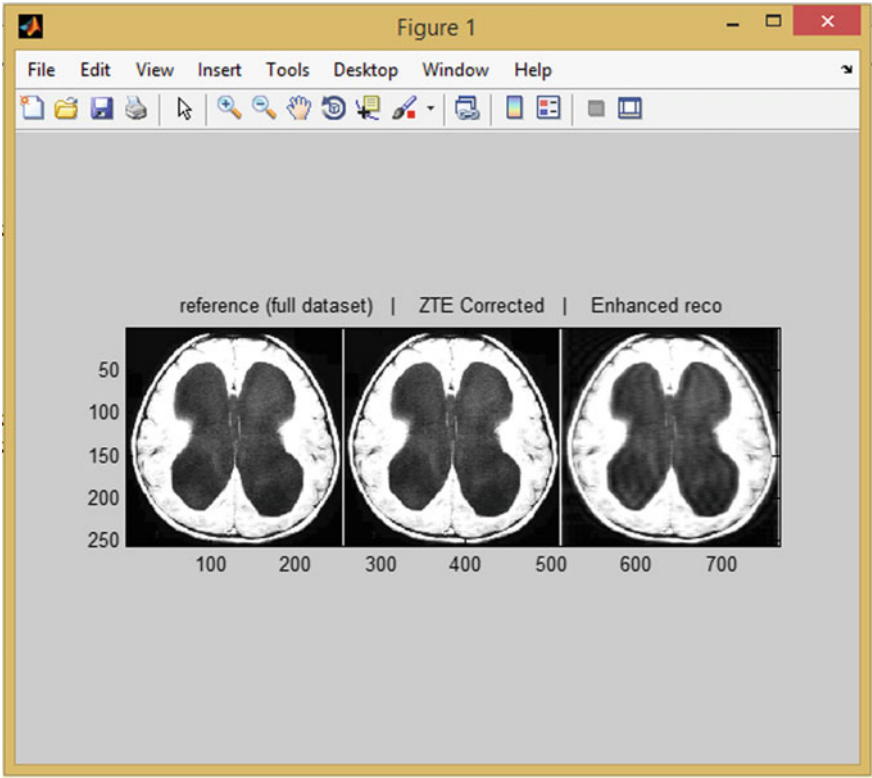 Figure 1
File Edit View Insert Tools Desktop Window Help
reference (full dataset) | ZTE Corrected | Enhanced reco
50
100
150
200
250
100 200 300 400 500 600 700